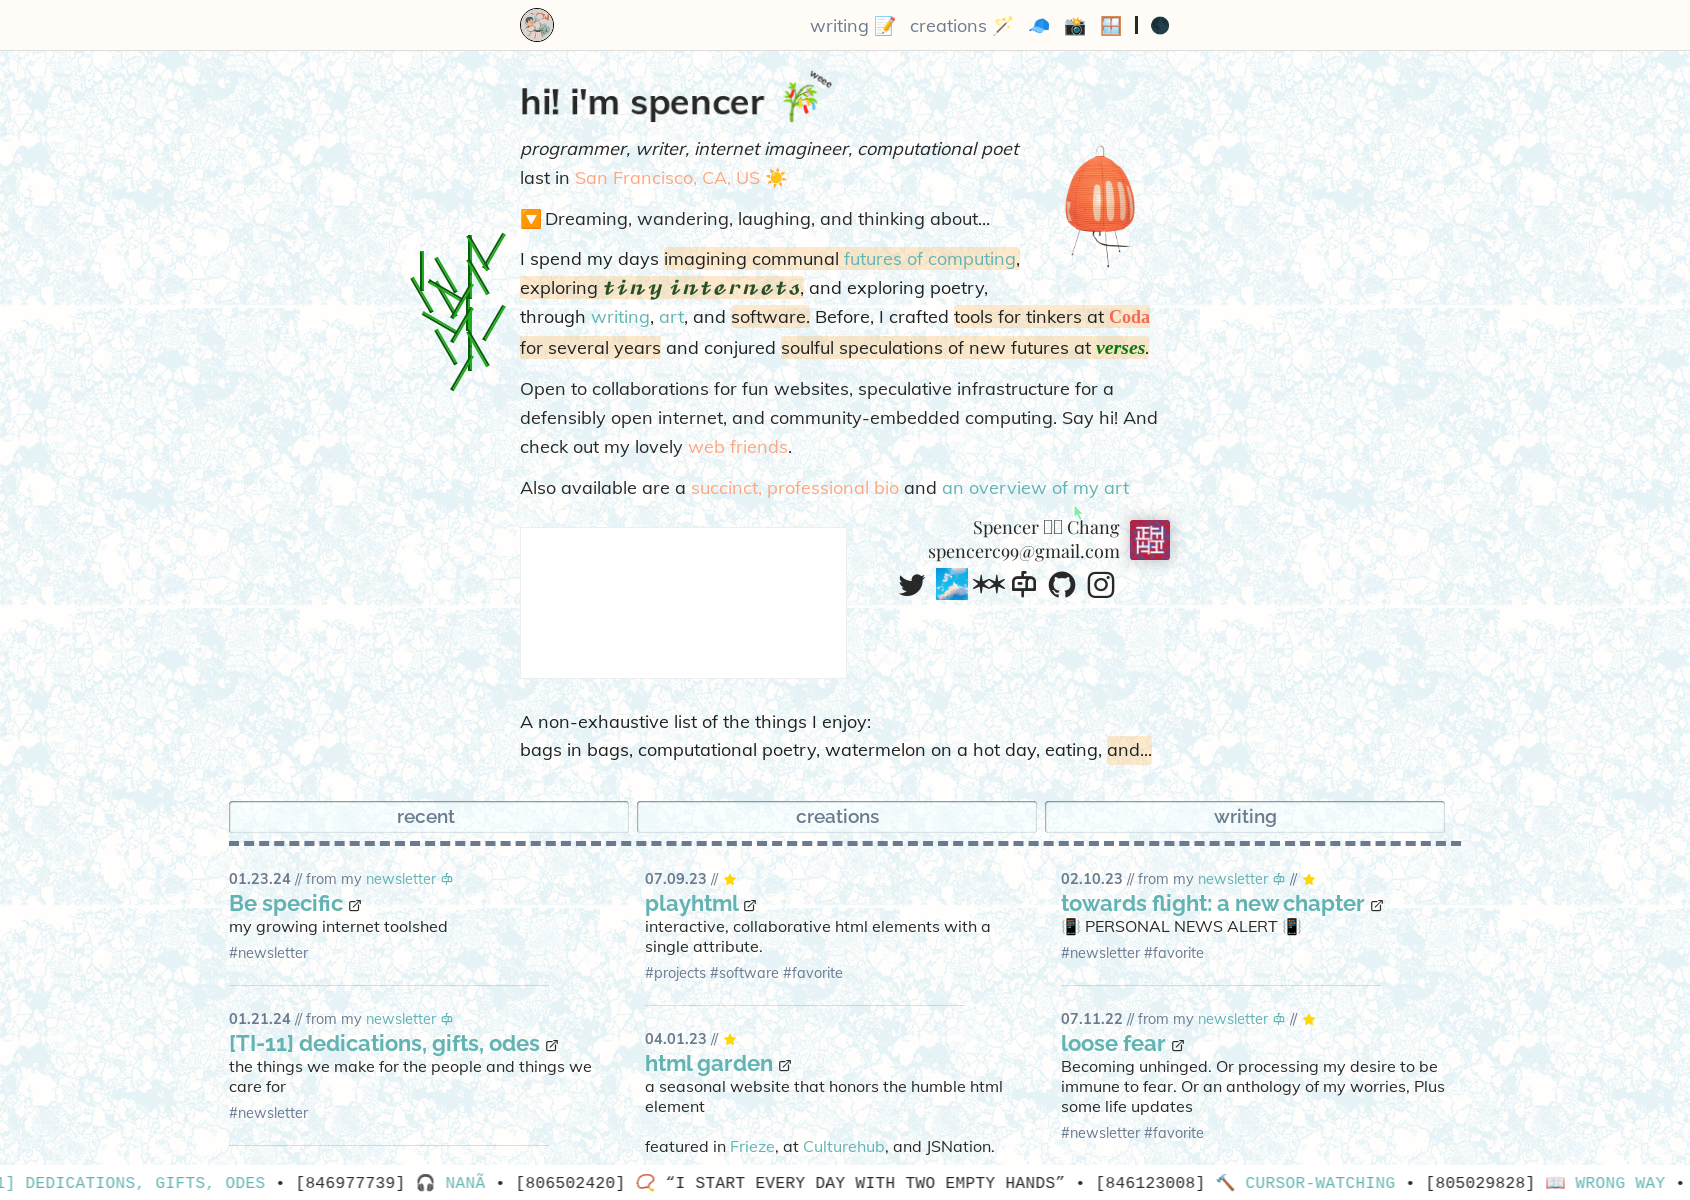 writing 📝 creations 🪄 🧢 📸 🪟 | 🌑
hi! i'm spencer 🎋 weee
programmer, writer, internet imagineer, computational poet
last in San Francisco, CA, US ☀️
🔽 Dreaming, wandering, laughing, and thinking about...
I spend my days imagining communal futures of computing,
exploring tiny internets, and exploring poetry,
through writing, art, and software. Before, I crafted tools for tinkers at Coda
for several years and conjured soulful speculations of new futures at verses.
Open to collaborations for fun websites, speculative infrastructure for a
defensibly open internet, and community-embedded computing. Say hi! And
check out my lovely web friends.
Also available are a succinct, professional bio and an overview of my art
Spencer Chang
spencerc99@gmail.com
A non-exhaustive list of the things I enjoy:
bags in bags, computational poetry, watermelon on a hot day, eating, and...
recent creations writing
01.23.24 // from my newsletter
Be specific
my growing internet toolshed
#newsletter
01.21.24 // from my newsletter
[TI-11] dedications, gifts, odes
the things we make for the people and things we
care for
#newsletter
07.09.23 // ⭐
playhtml
interactive, collaborative html elements with a
single attribute.
#projects #software #favorite
04.01.23 // ⭐
html garden
a seasonal website that honors the humble html
element
featured in Frieze, at Culturehub, and JSNation.
02.10.23 // from my newsletter // ⭐
towards flight: a new chapter
📳 PERSONAL NEWS ALERT 📳
#newsletter #favorite
07.11.22 // from my newsletter // ⭐
loose fear
Becoming unhinged. Or processing my desire to be
immune to fear. Or an anthology of my worries, Plus
some life updates
#newsletter #favorite
1] DEDICATIONS, GIFTS, ODES • [846977739] 🎧 NANÃ • [806502420] 📿 “I START EVERY DAY WITH TWO EMPTY HANDS” • [846123008] 🔨 CURSOR-WATCHING • [805029828] 📖 WRONG WAY •